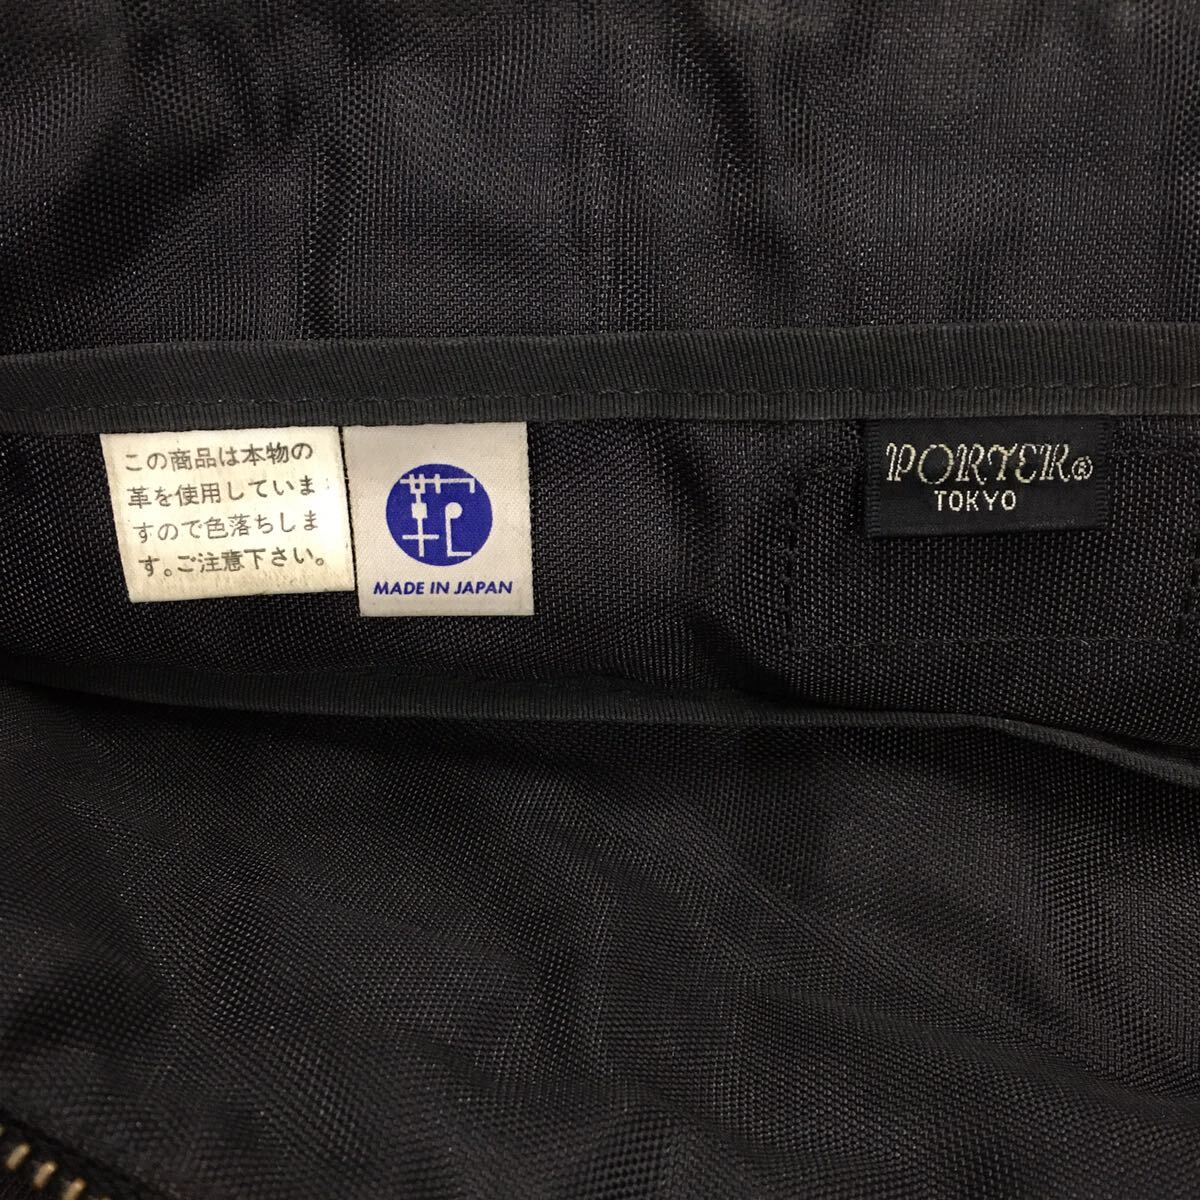 この商品は本物の
革を使用していま
すので色落ちしま
す。ご注意下さい。
MADE IN JAPAN
PORTER®
TOKYO